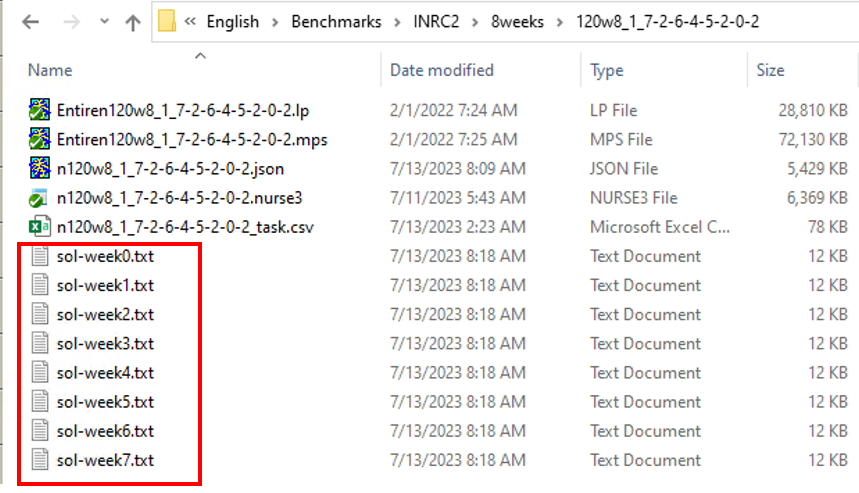 « English > Benchmarks > INRC2 > 8weeks > 120w8_1_7-2-6-4-5-2-0-2
Name Date modified Type Size
Entiren120w8_1_7-2-6-4-5-2-0-2.lp 2/1/2022 7:24 AM LP File 28,810 KB
Entiren120w8_1_7-2-6-4-5-2-0-2.mps 2/1/2022 7:25 AM MPS File 72,130 KB
n120w8_1_7-2-6-4-5-2-0-2.json 7/13/2023 8:09 AM JSON File 5,429 KB
n120w8_1_7-2-6-4-5-2-0-2.nurse3 7/11/2023 5:43 AM NURSE3 File 6,369 KB
n120w8_1_7-2-6-4-5-2-0-2_task.csv 7/13/2023 2:23 AM Microsoft Excel C... 78 KB
sol-week0.txt 7/13/2023 8:18 AM Text Document 12 KB
sol-week1.txt 7/13/2023 8:18 AM Text Document 12 KB
sol-week2.txt 7/13/2023 8:18 AM Text Document 12 KB
sol-week3.txt 7/13/2023 8:18 AM Text Document 12 KB
sol-week4.txt 7/13/2023 8:18 AM Text Document 12 KB
sol-week5.txt 7/13/2023 8:18 AM Text Document 12 KB
sol-week6.txt 7/13/2023 8:18 AM Text Document 12 KB
sol-week7.txt 7/13/2023 8:18 AM Text Document 12 KB